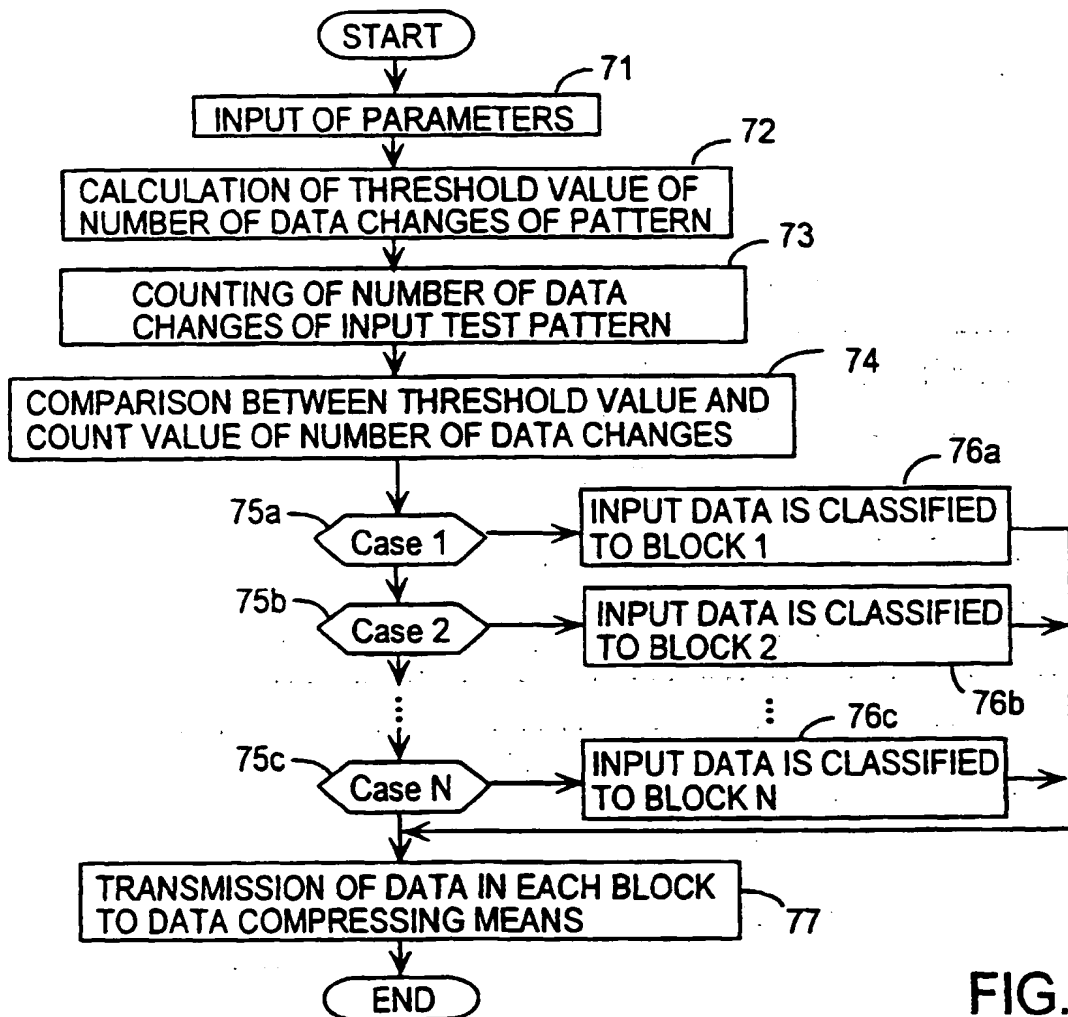 START
71
INPUT OF PARAMETERS
72
CALCULATION OF THRESHOLD VALUE OF
NUMBER OF DATA CHANGES OF PATTERN
73
COUNTING OF NUMBER OF DATA
CHANGES OF INPUT TEST PATTERN
74
COMPARISON BETWEEN THRESHOLD VALUE AND
COUNT VALUE OF NUMBER OF DATA CHANGES
75a
Case 1
76a
INPUT DATA IS CLASSIFIED
TO BLOCK 1
75b
Case 2
INPUT DATA IS CLASSIFIED
TO BLOCK 2
76b
75c
Case N
76c
INPUT DATA IS CLASSIFIED
TO BLOCK N
TRANSMISSION OF DATA IN EACH BLOCK
TO DATA COMPRESSING MEANS
77
END
FIG.